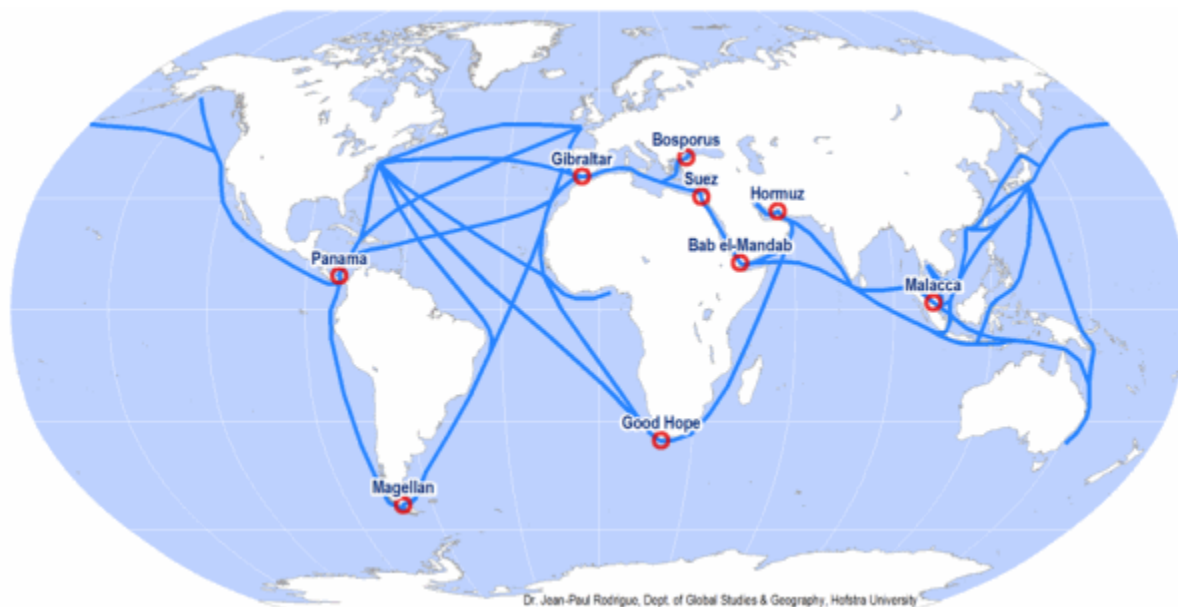 Bosporus
Gibraltar
Suez
Hormuz
Bab el-Mandab
Panama
Malacca
Good Hope
Magellan
Dr. Jean-Paul Rodrigue, Dept. of Global Studies & Geography, Hofstra University